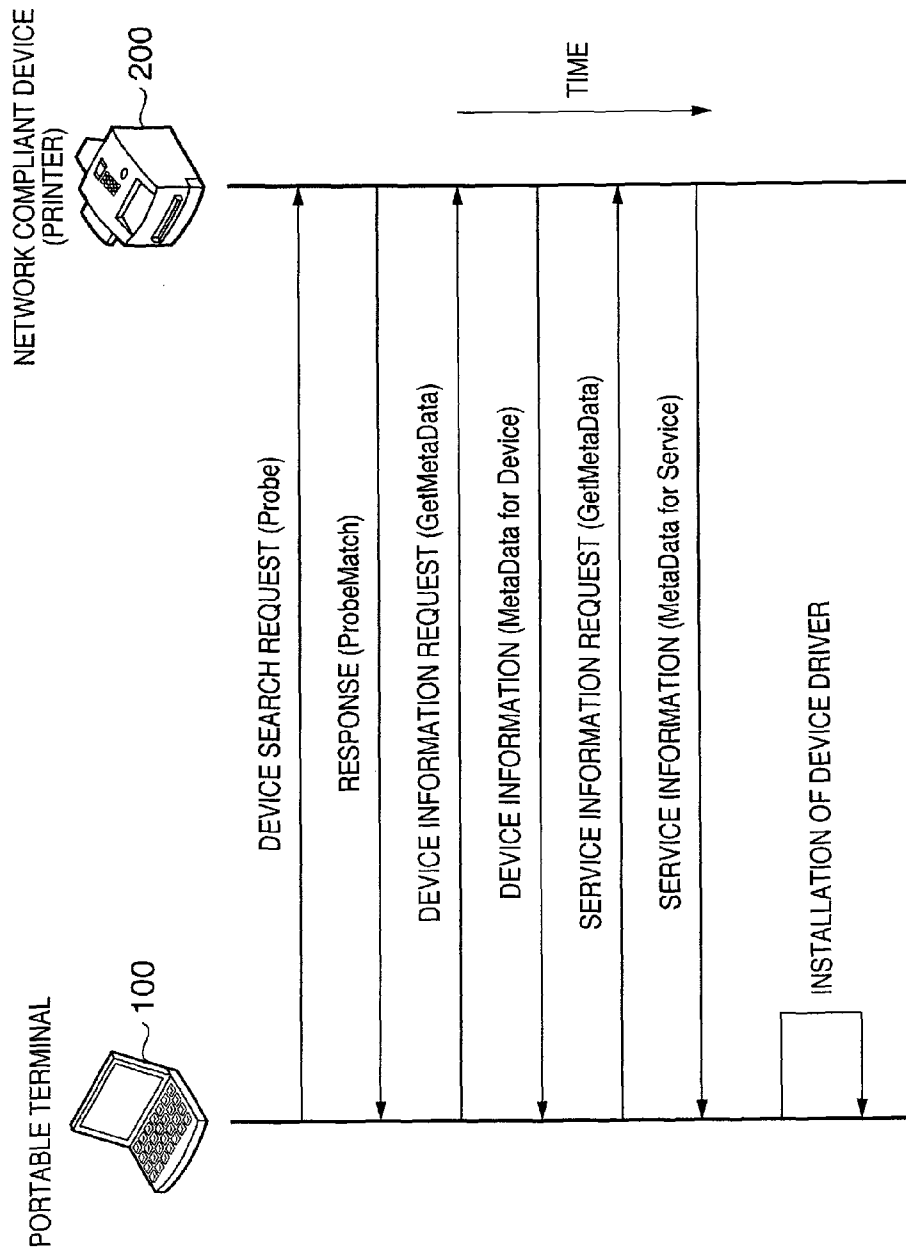 PORTABLE TERMINAL
100
NETWORK COMPLIANT DEVICE
(PRINTER)
200
DEVICE SEARCH REQUEST (Probe)
RESPONSE (ProbeMatch)
DEVICE INFORMATION REQUEST (GetMetaData)
DEVICE INFORMATION (MetaData for Device)
SERVICE INFORMATION REQUEST (GetMetaData)
SERVICE (INFORMATION (MetaData for Service)
INSTALLATION OF DEVICE DRIVER
TIME